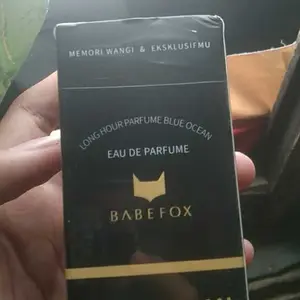 MEMORI WANGI & EKSKLUSIFMU
LONG HOUR PARFUME BLUE OCEAN
EAU DE PARFUME
BABEFOX